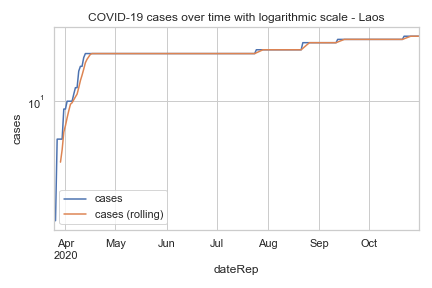 COVID-19 cases over time with logarithmic scale - Laos
cases
10¹
cases
cases (rolling)
Apr May Jun Jul Aug Sep Oct
2020
dateRep